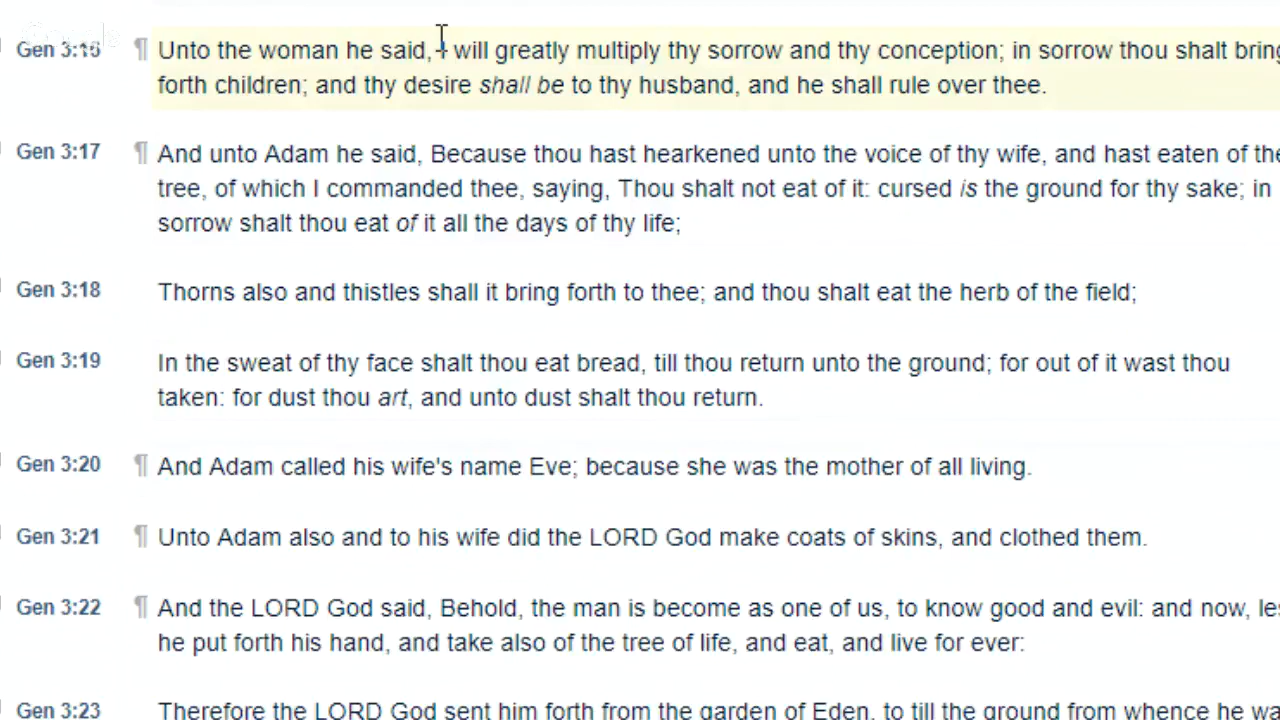 Gen 3:16 ¶ Unto the woman he said, I will greatly multiply thy sorrow and thy conception; in sorrow thou shalt bring
forth children; and thy desire shall be to thy husband, and he shall rule over thee.
Gen 3:17 ¶ And unto Adam he said, Because thou hast hearkened unto the voice of thy wife, and hast eaten of the
tree, of which I commanded thee, saying, Thou shalt not eat of it: cursed is the ground for thy sake; in
sorrow shalt thou eat of it all the days of thy life;
Gen 3:18 Thorns also and thistles shall it bring forth to thee; and thou shalt eat the herb of the field;
Gen 3:19 In the sweat of thy face shalt thou eat bread, till thou return unto the ground; for out of it wast thou
taken: for dust thou art, and unto dust shalt thou return.
Gen 3:20 ¶ And Adam called his wife's name Eve; because she was the mother of all living.
Gen 3:21 ¶ Unto Adam also and to his wife did the LORD God make coats of skins, and clothed them.
Gen 3:22 ¶ And the LORD God said, Behold, the man is become as one of us, to know good and evil: and now, les
he put forth his hand, and take also of the tree of life, and eat, and live for ever:
Gen 3:23 Therefore the LORD God sent him forth from the garden of Eden, to till the ground from whence he wa